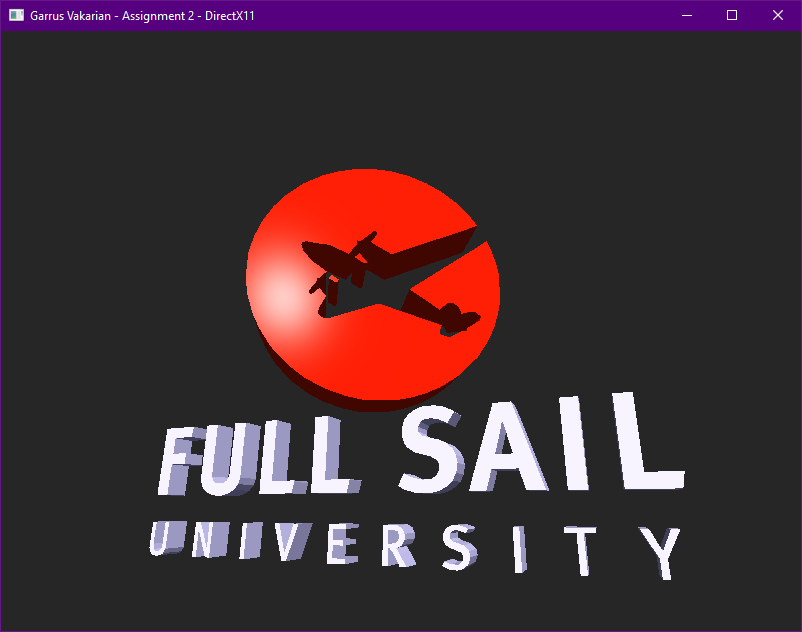 Garrus Vakarian - Assignment 2 - DirectX11
FULL SAIL
UNIVERSITY